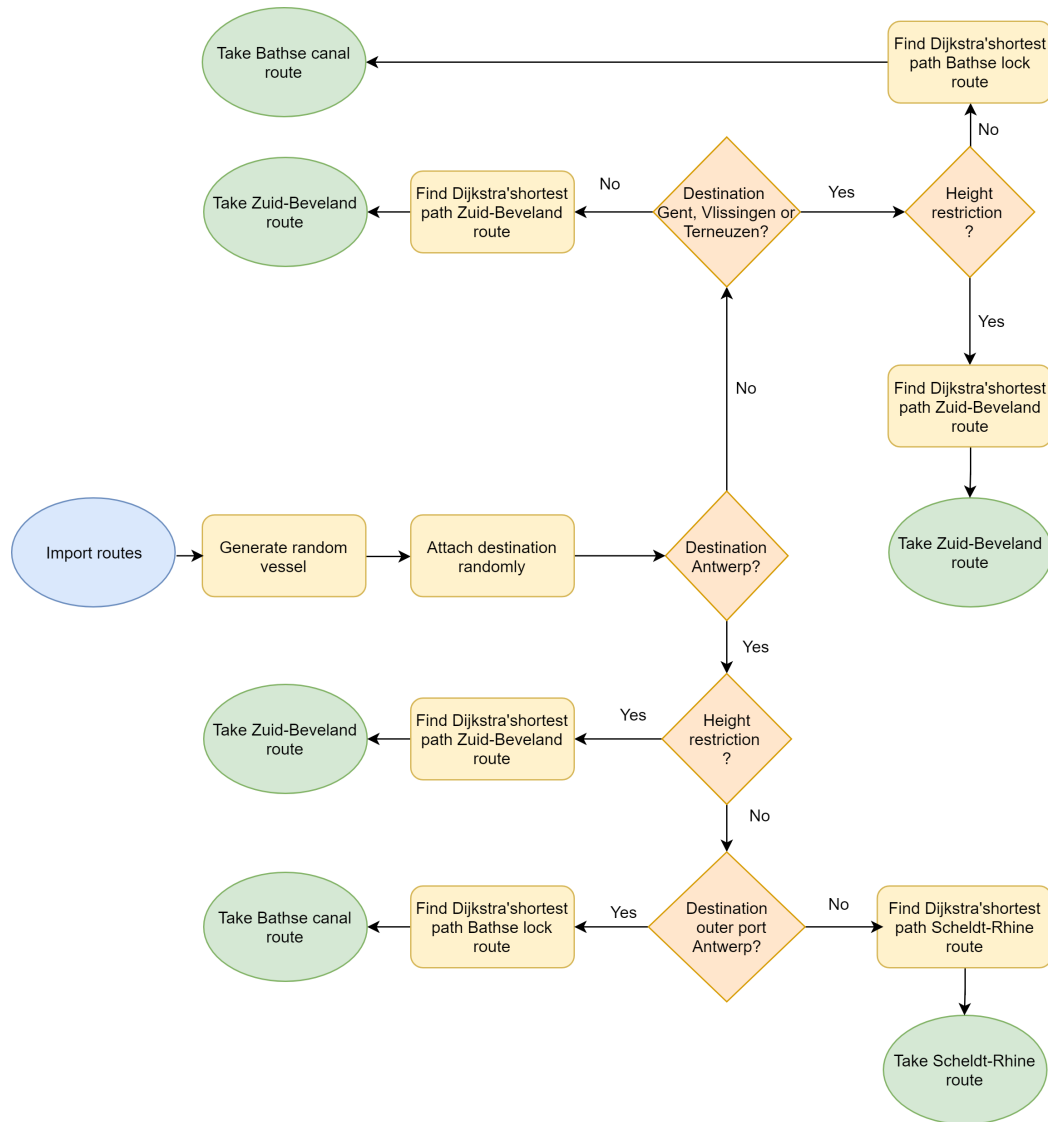 Take Bathse canal
route
Find Dijkstra'shortest
path Bathse lock
route
No
Take Zuid-Beveland
route
Find Dijkstra'shortest
path Zuid-Beveland
route
No
Destination
Gent, Vlissingen or
Terneuzen?
Yes
Height
restriction
?
Yes
No
Find Dijkstra'shortest
path Zuid-Beveland
route
Import routes
Generate random
vessel
Attach destination
randomly
Destination
Antwerp?
Take Zuid-Beveland
route
Yes
Take Zuid-Beveland
route
Find Dijkstra'shortest
path Zuid-Beveland
route
Yes
Height
restriction
?
No
Take Bathse canal
route
Find Dijkstra'shortest
path Bathse lock
route
Yes
Destination
outer port
Antwerp?
No
Find Dijkstra'shortest
path Scheldt-Rhine
route
Take Scheldt-Rhine
route